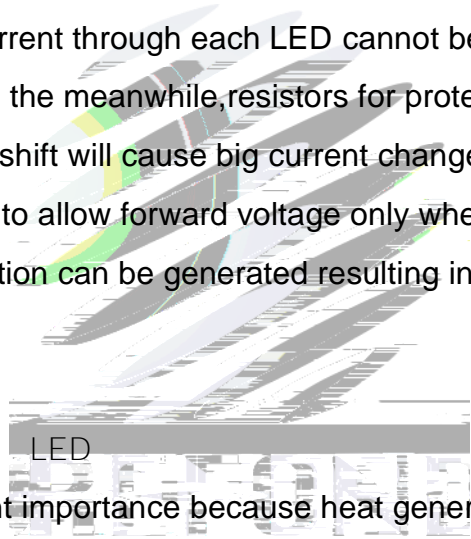 rrent through each LED cannot be
the meanwhile,resistors for prote
shift will cause big current change
to allow forward voltage only whe
tion can be generated resulting in
LED
nt importance because heat gener